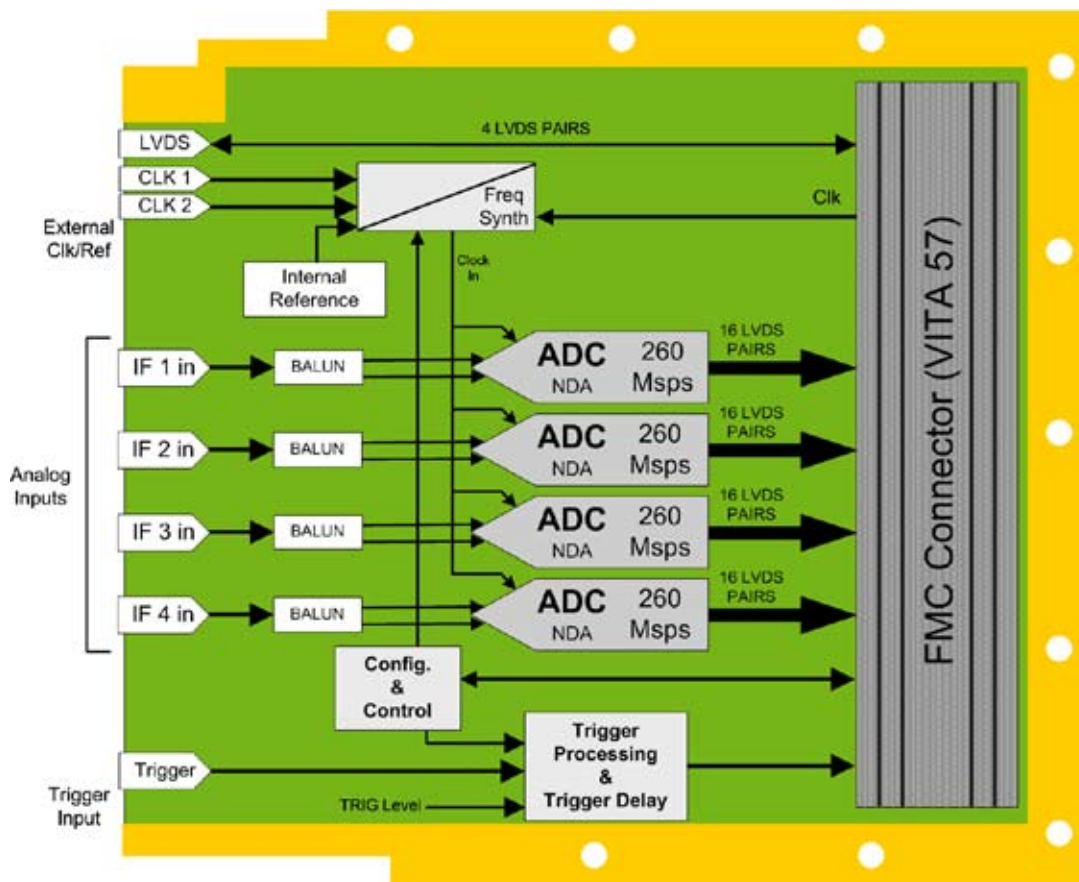 4 LVDS PAIRS
LVDS
CLK 1
CLK 2
External
Clk/Ref
Freq
Synth
Clk
Clock
In
Internal
Reference
FMC Connector (VITA 57)
Analog
Inputs
IF 1 in
BALUN
ADC
NDA
260
Msps
16 LVDS
PAIRS
IF 2 in
BALUN
ADC
NDA
260
Msps
16 LVDS
PAIRS
IF 3 in
BALUN
ADC
NDA
260
Msps
16 LVDS
PAIRS
IF 4 in
BALUN
ADC
NDA
260
Msps
16 LVDS
PAIRS
Config.
&
Control
Trigger
Processing
&
Trigger Delay
Trigger
Trigger
Input
TRIG Level